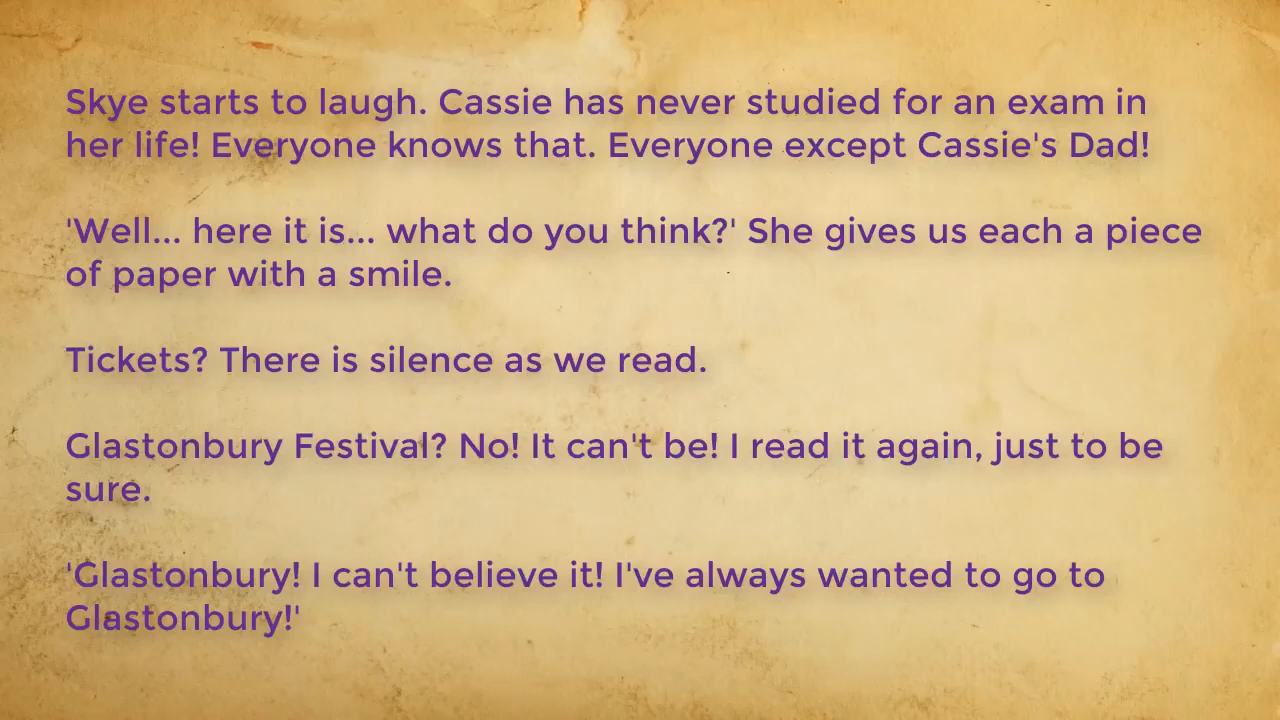 Skye starts to laugh. Cassie has never studied for an exam in
her life! Everyone knows that. Everyone except Cassie's Dad!
'Well... here it is... what do you think?' She gives us each a piece
of paper with a smile.
Tickets? There is silence as we read.
Glastonbury Festival? No! It can't be! I read it again, just to be
sure.
'Glastonbury! I can't believe it! I've always wanted to go to
Glastonbury!'